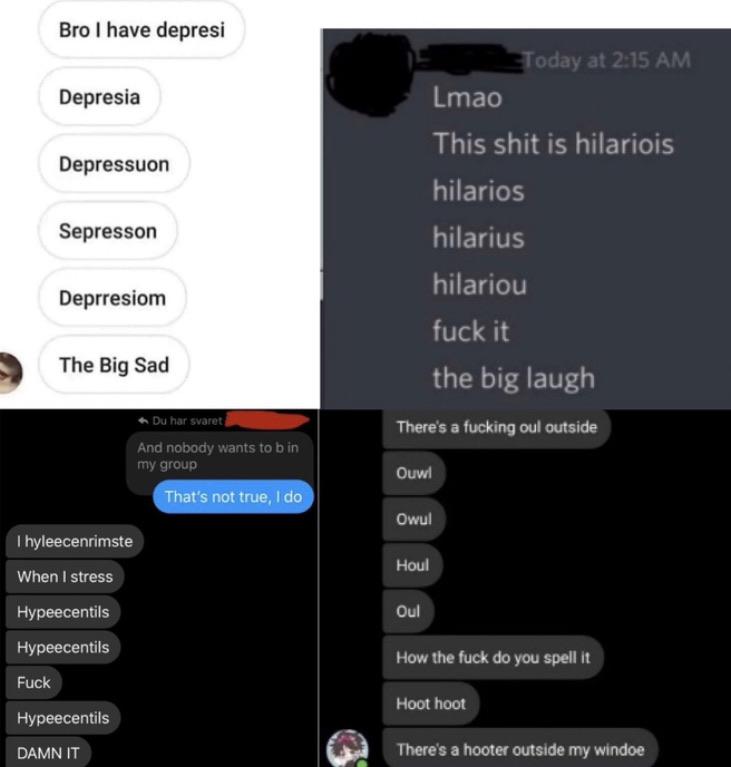 Bro I have depresi
Depresia
Depressuon
Sepresson
Deprresiom
The Big Sad
Today at 2:15 AM
Lmao
This shit is hilariois
hilarios
hilarius
hilariou
fuck it
the big laugh
Du har svaret
And nobody wants to b in
my group
That's not true, I do
I hyleecenrimste
When I stress
Hypeecentils
Hypeecentils
Fuck
Hypeecentils
DAMN IT
There's a fucking oul outside
Ouwl
Owul
Houl
Oul
How the fuck do you spell it
Hoot hoot
There's a hooter outside my windoe